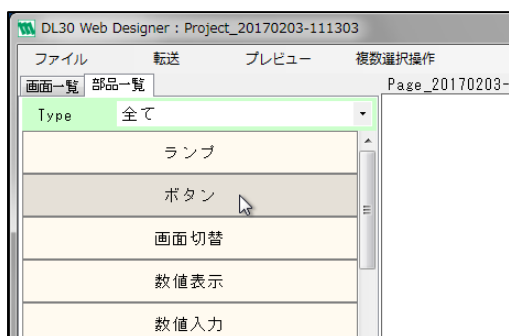 DL30 Web Designer : Project_20170203-111303
ファイル 転送 プレビュー 複数選択操作
画面一覧 部品一覧 Page_20170203-
Type 全て
ランプ
ボタン
画面切替
数値表示
数値入力